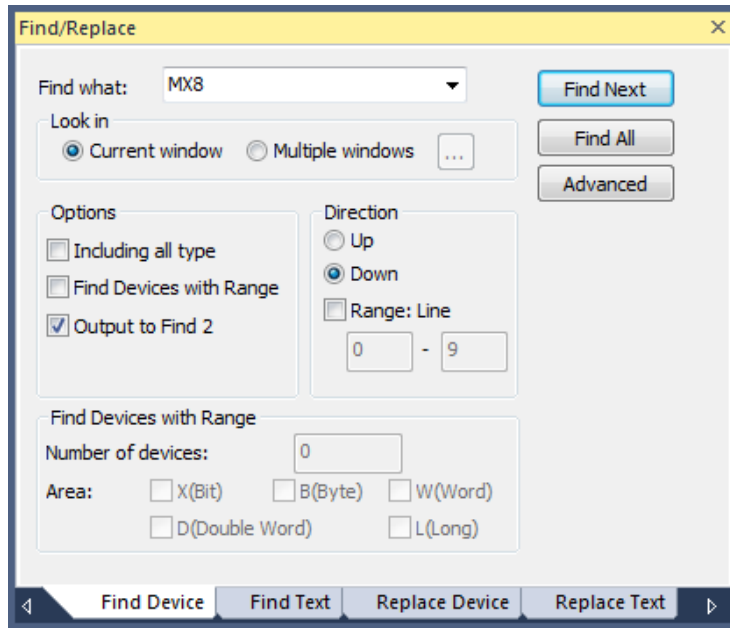 Find/Replace
Find what: MX8
Find Next
Look in
Current window Multiple windows ...
Find All
Advanced
Options
Including all type
Find Devices with Range
Output to Find 2
Direction
Up
Down
Range: Line
0 - 9
Find Devices with Range
Number of devices: 0
Area: X(Bit) B(Byte) W(Word)
D(Double Word) L(Long)
Find Device Find Text Replace Device Replace Text